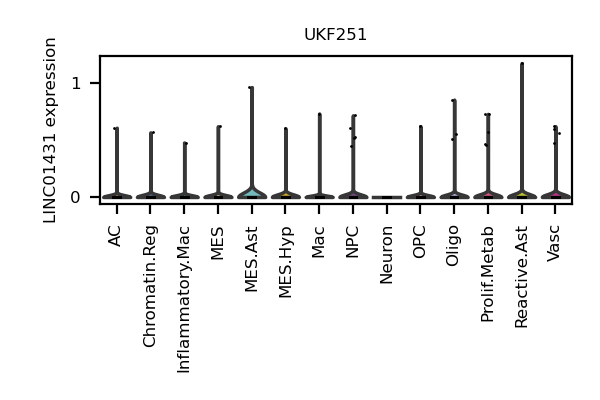 UKF251
LINC01431 expression
1
0
AC
Chromatin.Reg
Inflammatory.Mac
MES
MES.Ast
MES.Hyp
Mac
NPC
Neuron
OPC
Oligo
Prolif.Metab
Reactive.Ast
Vasc